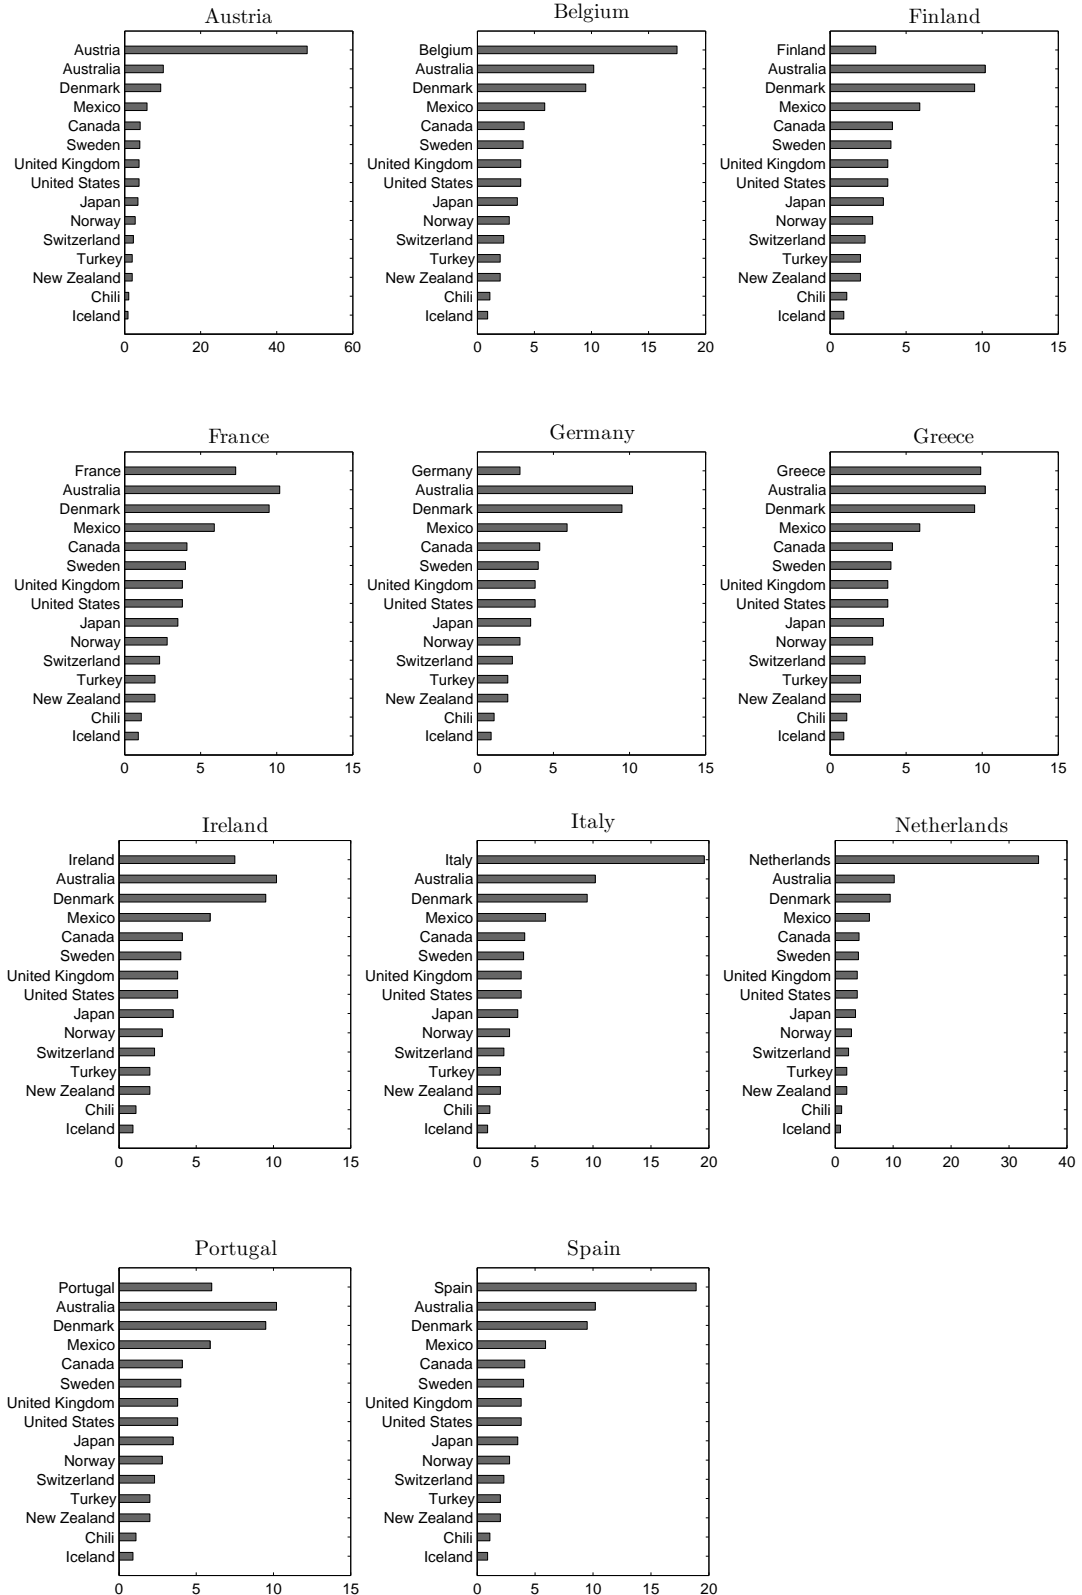 Austria
Austria
Australia
Denmark
Mexico
Canada
Sweden
United Kingdom
United States
Japan
Norway
Switzerland
Turkey
New Zealand
Chili
Iceland
0 20 40 60
Belgium
Belgium
Australia
Denmark
Mexico
Canada
Sweden
United Kingdom
United States
Japan
Norway
Switzerland
Turkey
New Zealand
Chili
Iceland
0 5 10 15 20
Finland
Finland
Australia
Denmark
Mexico
Canada
Sweden
United Kingdom
United States
Japan
Norway
Switzerland
Turkey
New Zealand
Chili
Iceland
0 5 10 15
France
France
Australia
Denmark
Mexico
Canada
Sweden
United Kingdom
United States
Japan
Norway
Switzerland
Turkey
New Zealand
Chili
Iceland
0 5 10 15
Germany
Germany
Australia
Denmark
Mexico
Canada
Sweden
United Kingdom
United States
Japan
Norway
Switzerland
Turkey
New Zealand
Chili
Iceland
0 5 10 15
Greece
Greece
Australia
Denmark
Mexico
Canada
Sweden
United Kingdom
United States
Japan
Norway
Switzerland
Turkey
New Zealand
Chili
Iceland
0 5 10 15
Ireland
Ireland
Australia
Denmark
Mexico
Canada
Sweden
United Kingdom
United States
Japan
Norway
Switzerland
Turkey
New Zealand
Chili
Iceland
0 5 10 15
Italy
Italy
Australia
Denmark
Mexico
Canada
Sweden
United Kingdom
United States
Japan
Norway
Switzerland
Turkey
New Zealand
Chili
Iceland
0 5 10 15 20
Netherlands
Netherlands
Australia
Denmark
Mexico
Canada
Sweden
United Kingdom
United States
Japan
Norway
Switzerland
Turkey
New Zealand
Chili
Iceland
0 10 20 30 40
Portugal
Portugal
Australia
Denmark
Mexico
Canada
Sweden
United Kingdom
United States
Japan
Norway
Switzerland
Turkey
New Zealand
Chili
Iceland
0 5 10 15
Spain
Spain
Australia
Denmark
Mexico
Canada
Sweden
United Kingdom
United States
Japan
Norway
Switzerland
Turkey
New Zealand
Chili
Iceland
0 5 10 15 20